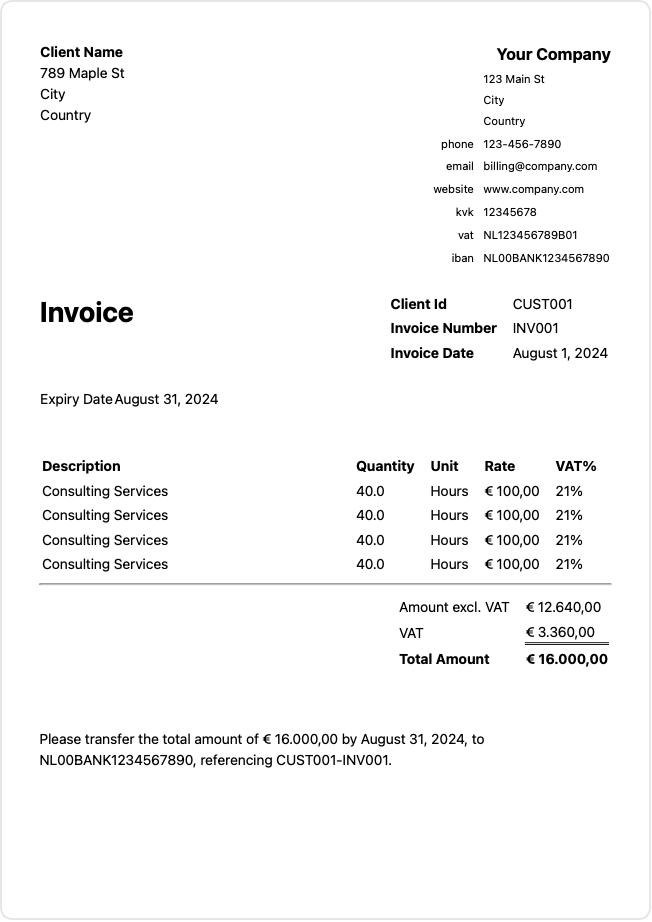 Client Name
789 Maple St
City
Country
Your Company
123 Main St
City
Country
phone 123-456-7890
email billing@company.com
website www.company.com
kvk 12345678
vat NL123456789B01
iban NL00BANK1234567890
Invoice
Client Id CUST001
Invoice Number INV001
Invoice Date August 1, 2024
Expiry Date August 31, 2024
Description Quantity Unit Rate VAT%
Consulting Services 40.0 Hours € 100,00 21%
Consulting Services 40.0 Hours € 100,00 21%
Consulting Services 40.0 Hours € 100,00 21%
Consulting Services 40.0 Hours € 100,00 21%
Amount excl. VAT € 12.640,00
VAT € 3.360,00
Total Amount € 16.000,00
Please transfer the total amount of € 16.000,00 by August 31, 2024, to
NL00BANK1234567890, referencing CUST001-INV001.